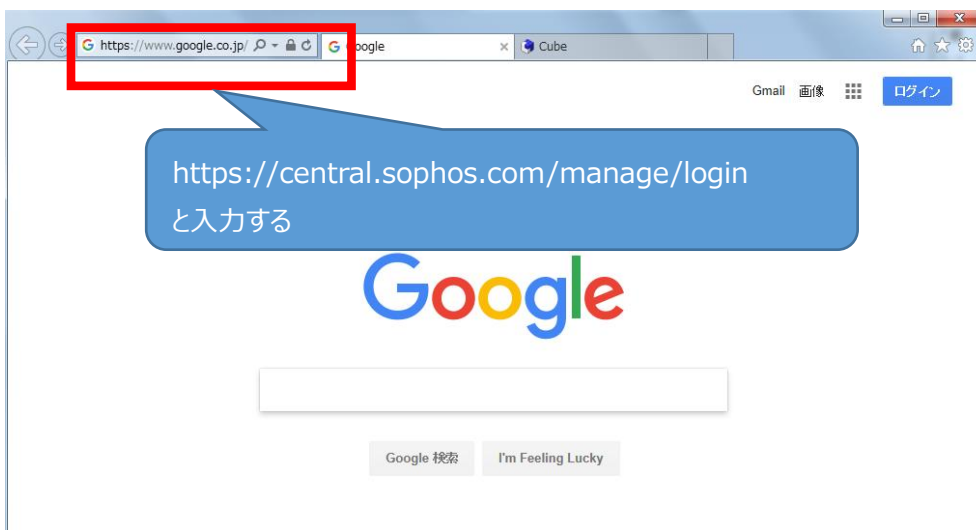 https://www.google.co.jp/
Google
Cube
Gmail 画像
ログイン
https://central.sophos.com/manage/login
と入力する
Google
Google 検索
I'm Feeling Lucky